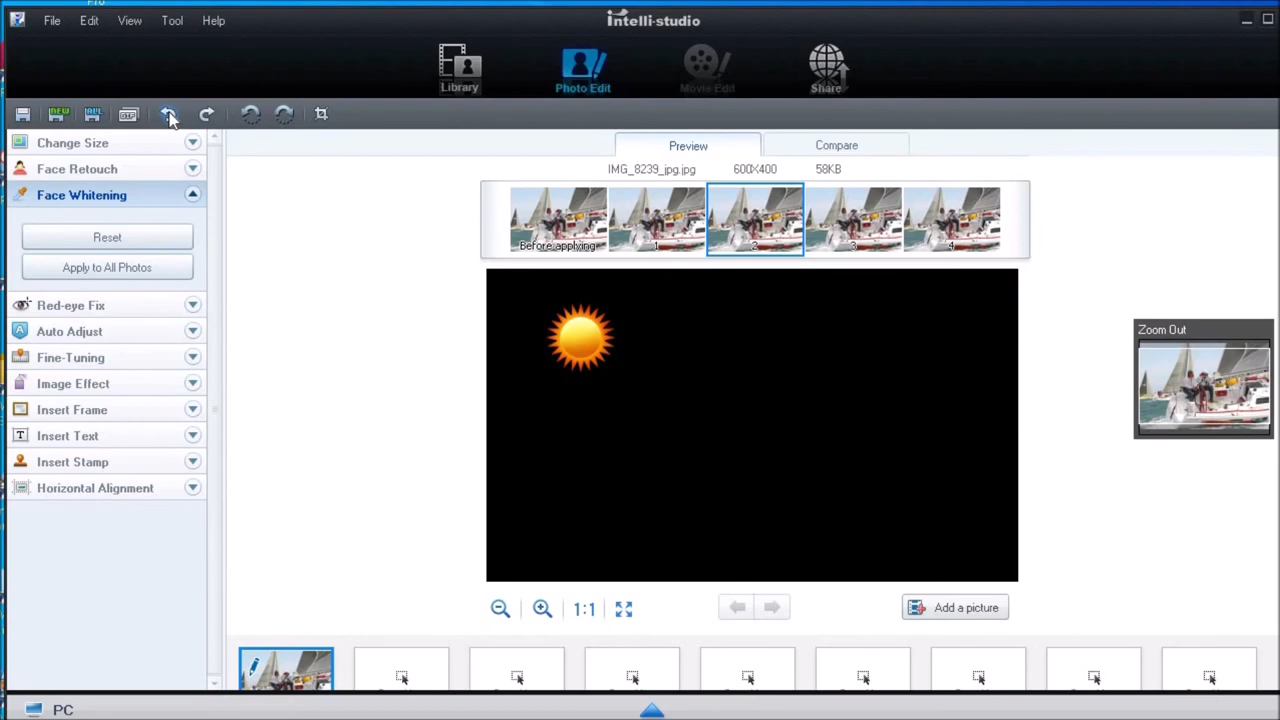 Pro
File Edit View Tool Help
intelli-studio
Library
Photo Edit
Movie Edit
Share
NEW
ALL
Change Size
Face Retouch
Face Whitening
Reset
Apply to All Photos
Red-eye Fix
Auto Adjust
Fine-Tuning
Image Effect
Insert Frame
Insert Text
Insert Stamp
Horizontal Alignment
Preview
Compare
IMG_8239_jpg.jpg 600X400 58KB
Before applying 1 2 3 4
Zoom Out
1:1
Add a picture
PC